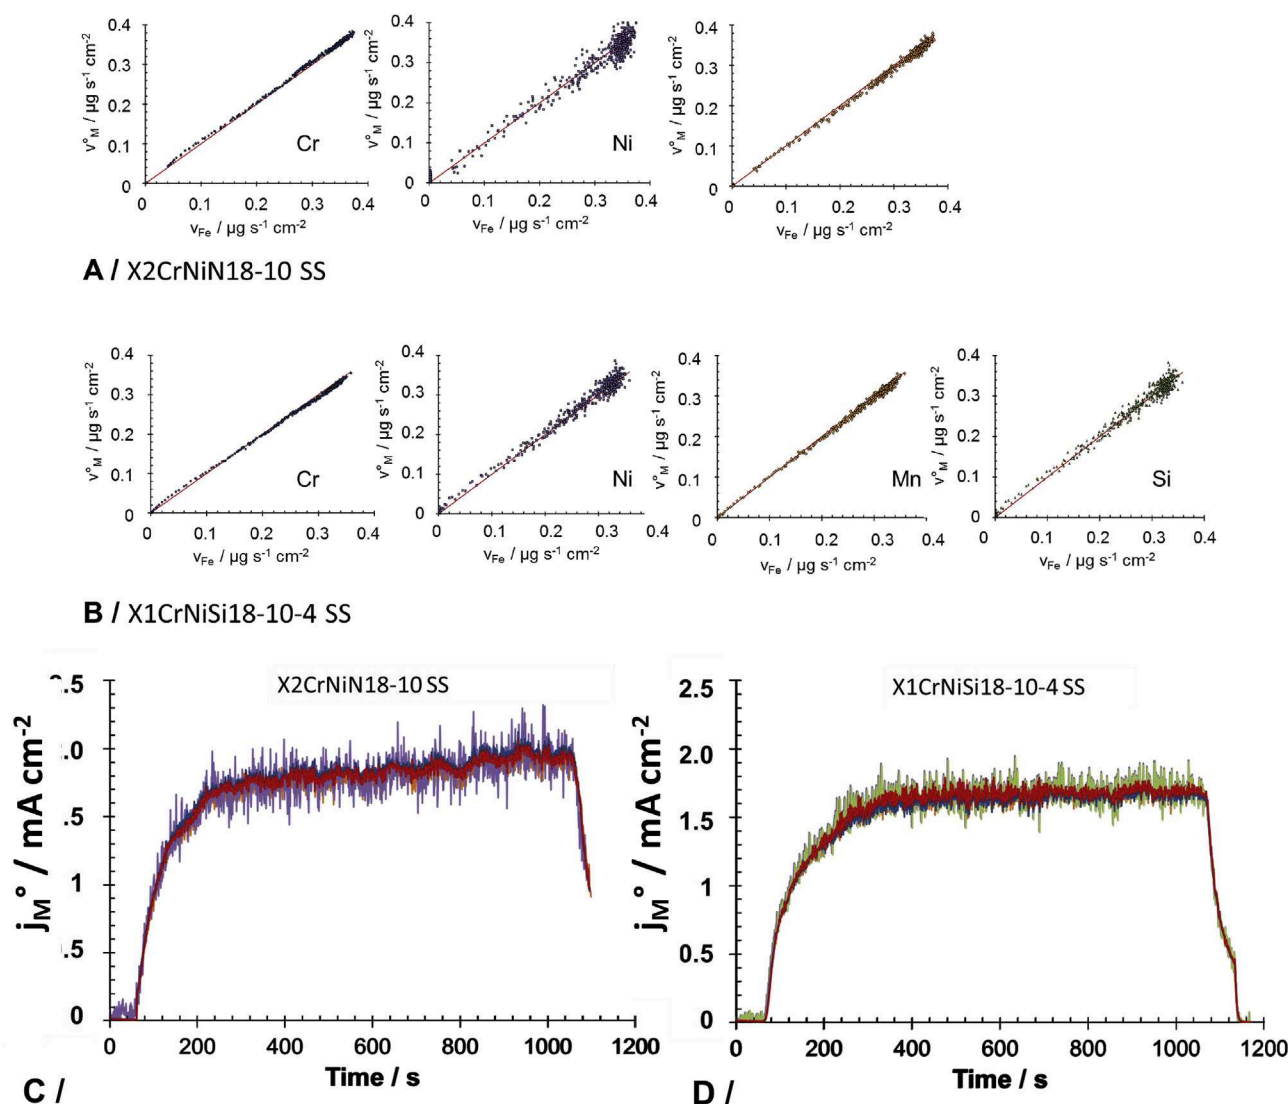 0.4
0.3
0.2
0.1
0
v°M / µg s-1 cm-2
Cr
0 0.1 0.2 0.3 0.4
vFe / µg s-1 cm-2
0.4
0.3
0.2
0.1
0
v°M / µg s-1 cm-2
Ni
0 0.1 0.2 0.3 0.4
vFe / µg s-1 cm-2
0.4
0.3
0.2
0.1
0
v°M / µg s-1 cm-2
0 0.1 0.2 0.3 0.4
vFe / µg s-1 cm-2
A / X2CrNiN18-10 SS
0.4
0.3
0.2
0.1
0
v°M / µg s-1 cm-2
Cr
0 0.1 0.2 0.3 0.4
vFe / µg s-1 cm-2
0.4
0.3
0.2
0.1
0
v°M / µg s-1 cm-2
Ni
0 0.1 0.2 0.3 0.4
vFe / µg s-1 cm-2
0.4
0.3
0.2
0.1
0
v°M / µg s-1 cm-2
Mn
0 0.1 0.2 0.3 0.4
vFe / µg s-1 cm-2
0.4
0.3
0.2
0.1
0
v°M / µg s-1 cm-2
Si
0 0.1 0.2 0.3 0.4
vFe / µg s-1 cm-2
B / X1CrNiSi18-10-4 SS
X2CrNiN18-10 SS
.5
.0
.5
1
.5
0
jM° / mA cm-2
0 200 400 600 800 1000 1200
Time / s
C /
X1CrNiSi18-10-4 SS
2.5
2.0
1.5
1
0.5
0
jM° / mA cm-2
0 200 400 600 800 1000 1200
Time / s
D /